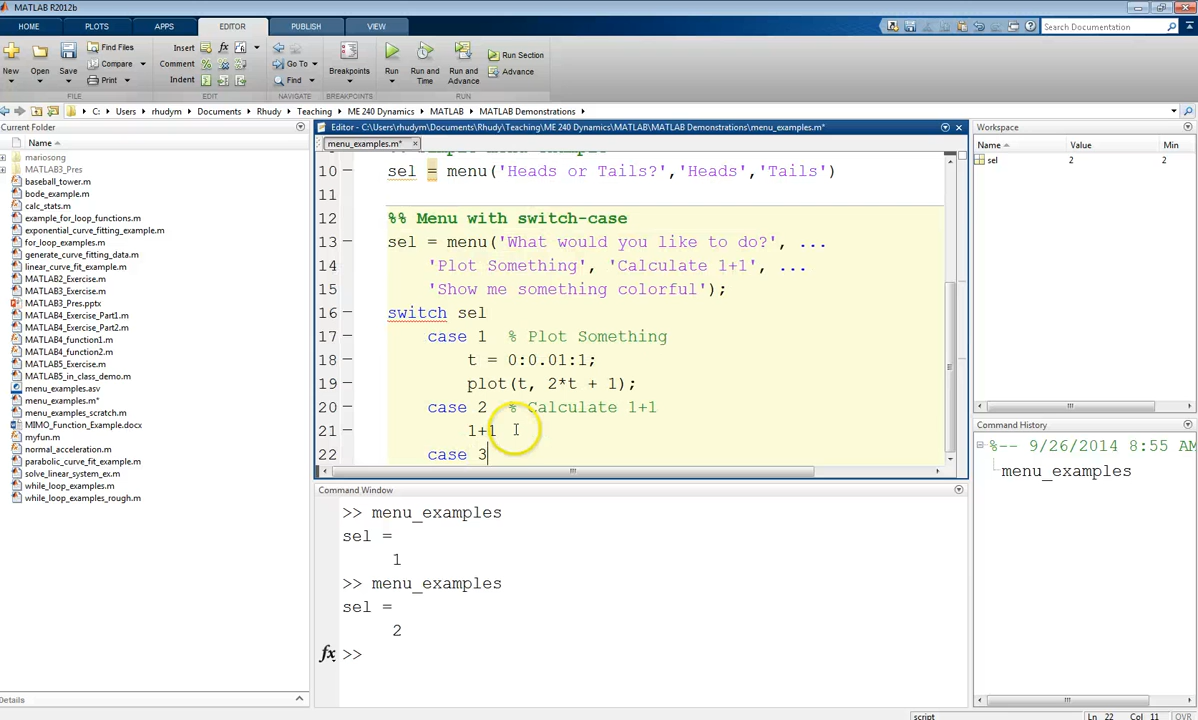 MATLAB R2012b
HOME PLOTS APPS EDITOR PUBLISH VIEW
Search Documentation
New Open Save Find Files Compare Print
Insert Comment Indent
Go To Find
Breakpoints
Run Run and Time Run and Advance Run Section Advance
FILE EDIT NAVIGATE BREAKPOINTS RUN
C: Users rhudym Documents Rhudy Teaching ME 240 Dynamics MATLAB MATLAB Demonstrations
Current Folder
Name
mariosong
MATLAB3_Pres
baseball_tower.m
bode_example.m
calc_stats.m
example_for_loop_functions.m
exponential_curve_fitting_example.m
for_loop_examples.m
generate_curve_fitting_data.m
linear_curve_fit_example.m
MATLAB2_Exercise.m
MATLAB3_Exercise.m
MATLAB3_Pres.pptx
MATLAB4_Exercise_Part1.m
MATLAB4_Exercise_Part2.m
MATLAB4_function1.m
MATLAB4_function2.m
MATLAB5_Exercise.m
MATLAB5_in_class_demo.m
menu_examples.asv
menu_examples.m*
menu_examples_scratch.m
MIMO_Function_Example.docx
myfun.m
normal_acceleration.m
parabolic_curve_fit_example.m
solve_linear_system_ex.m
while_loop_examples.m
while_loop_examples_rough.m
Details
Editor - C:\Users\rhudym\Documents\Rhudy\Teaching\ME 240 Dynamics\MATLAB\MATLAB Demonstrations\menu_examples.m*
menu_examples.m*
10 sel = menu('Heads or Tails?','Heads','Tails')
11
12 %% Menu with switch-case
13 sel = menu('What would you like to do?', ...
14 'Plot Something', 'Calculate 1+1', ...
15 'Show me something colorful');
16 switch sel
17 case 1 % Plot Something
18 t = 0:0.01:1;
19 plot(t, 2*t + 1);
20 case 2 % Calculate 1+1
21 1+1
22 case 3
Command Window
>> menu_examples
sel =
1
>> menu_examples
sel =
2
fx >>
Workspace
Name Value Min
sel 2 2
Command History
%-- 9/26/2014 8:55 AM
menu_examples
script Ln 22 Col 11 OVR